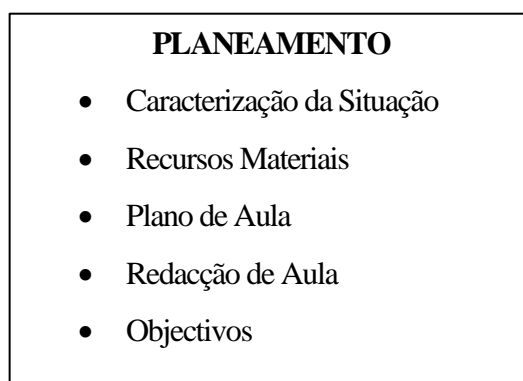 PLANEAMENTO
• Caracterização da Situação
• Recursos Materiais
• Plano de Aula
• Redacção de Aula
• Objectivos